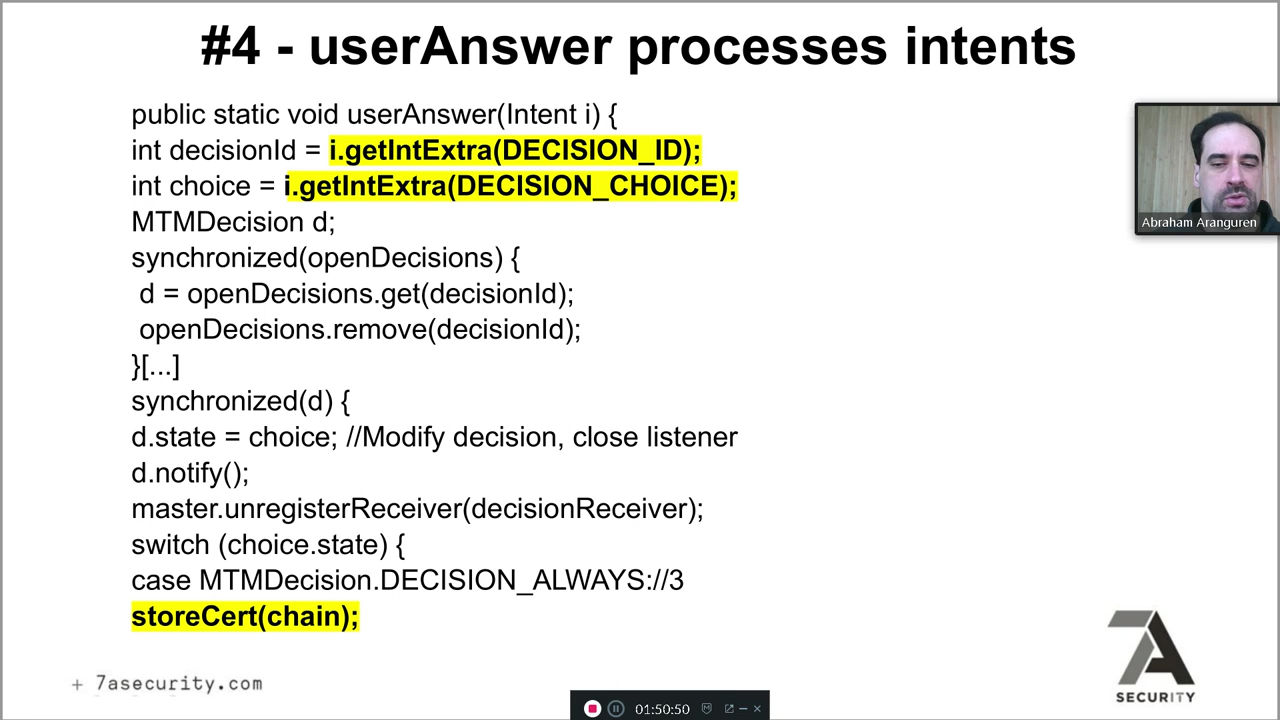 #4 - userAnswer processes intents
public static void userAnswer(Intent i) {
int decisionId = i.getIntExtra(DECISION_ID);
int choice = i.getIntExtra(DECISION_CHOICE);
MTMDecision d;
synchronized(openDecisions) {
d = openDecisions.get(decisionId);
openDecisions.remove(decisionId);
}[...]
synchronized(d) {
d.state = choice; //Modify decision, close listener
d.notify();
master.unregisterReceiver(decisionReceiver);
switch (choice.state) {
case MTMDecision.DECISION_ALWAYS://3
storeCert(chain);
Abraham Aranguren
+ 7asecurity.com
7A
SECURITY
01:50:50